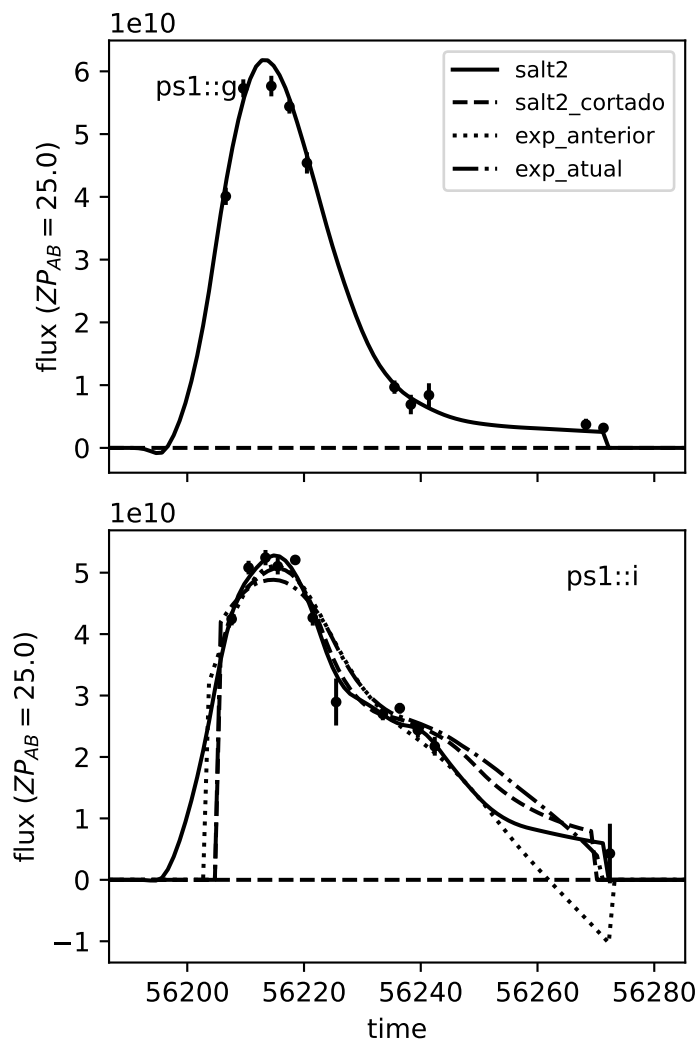 1e10
6
5
4
3
2
1
0
flux (ZP_AB = 25.0)
ps1::g
salt2
salt2_cortado
exp_anterior
exp_atual
1e10
5
4
3
2
1
0
−1
flux (ZP_AB = 25.0)
ps1::i
56200 56220 56240 56260 56280
time